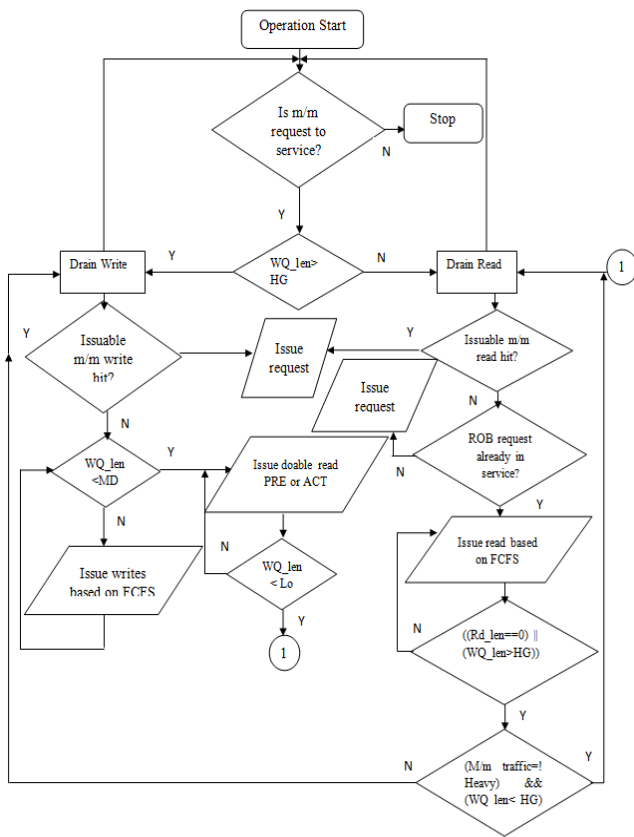 Operation Start
Is m/m
request to
service?
Stop
N
Y
Drain Write
Y
WQ_len>
HG
N
Drain Read
1
Y
Issuable
m/m write
hit?
Issue
request
Y
Issuable m/m
read hit?
N
Issue
request
N
ROB request
already in
service?
N
Y
WQ_len
<MD
Y
Issue doable read
PRE or ACT
N
Issue writes
based on FCFS
N
WQ_len
< Lo
Y
1
Issue read based
on FCFS
N
((Rd_len==0) ||
(WQ_len>HG))
Y
N
(M/m traffic=!
Heavy) &&
(WQ_len< HG)
Y